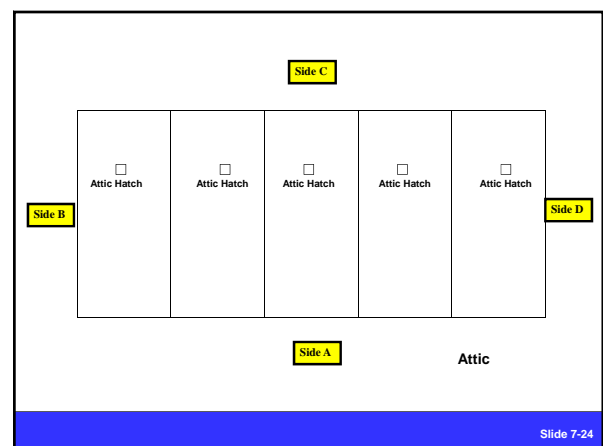 Side C
Attic Hatch Attic Hatch Attic Hatch Attic Hatch Attic Hatch
Side B
Side D
Side A
Attic
Slide 7-24